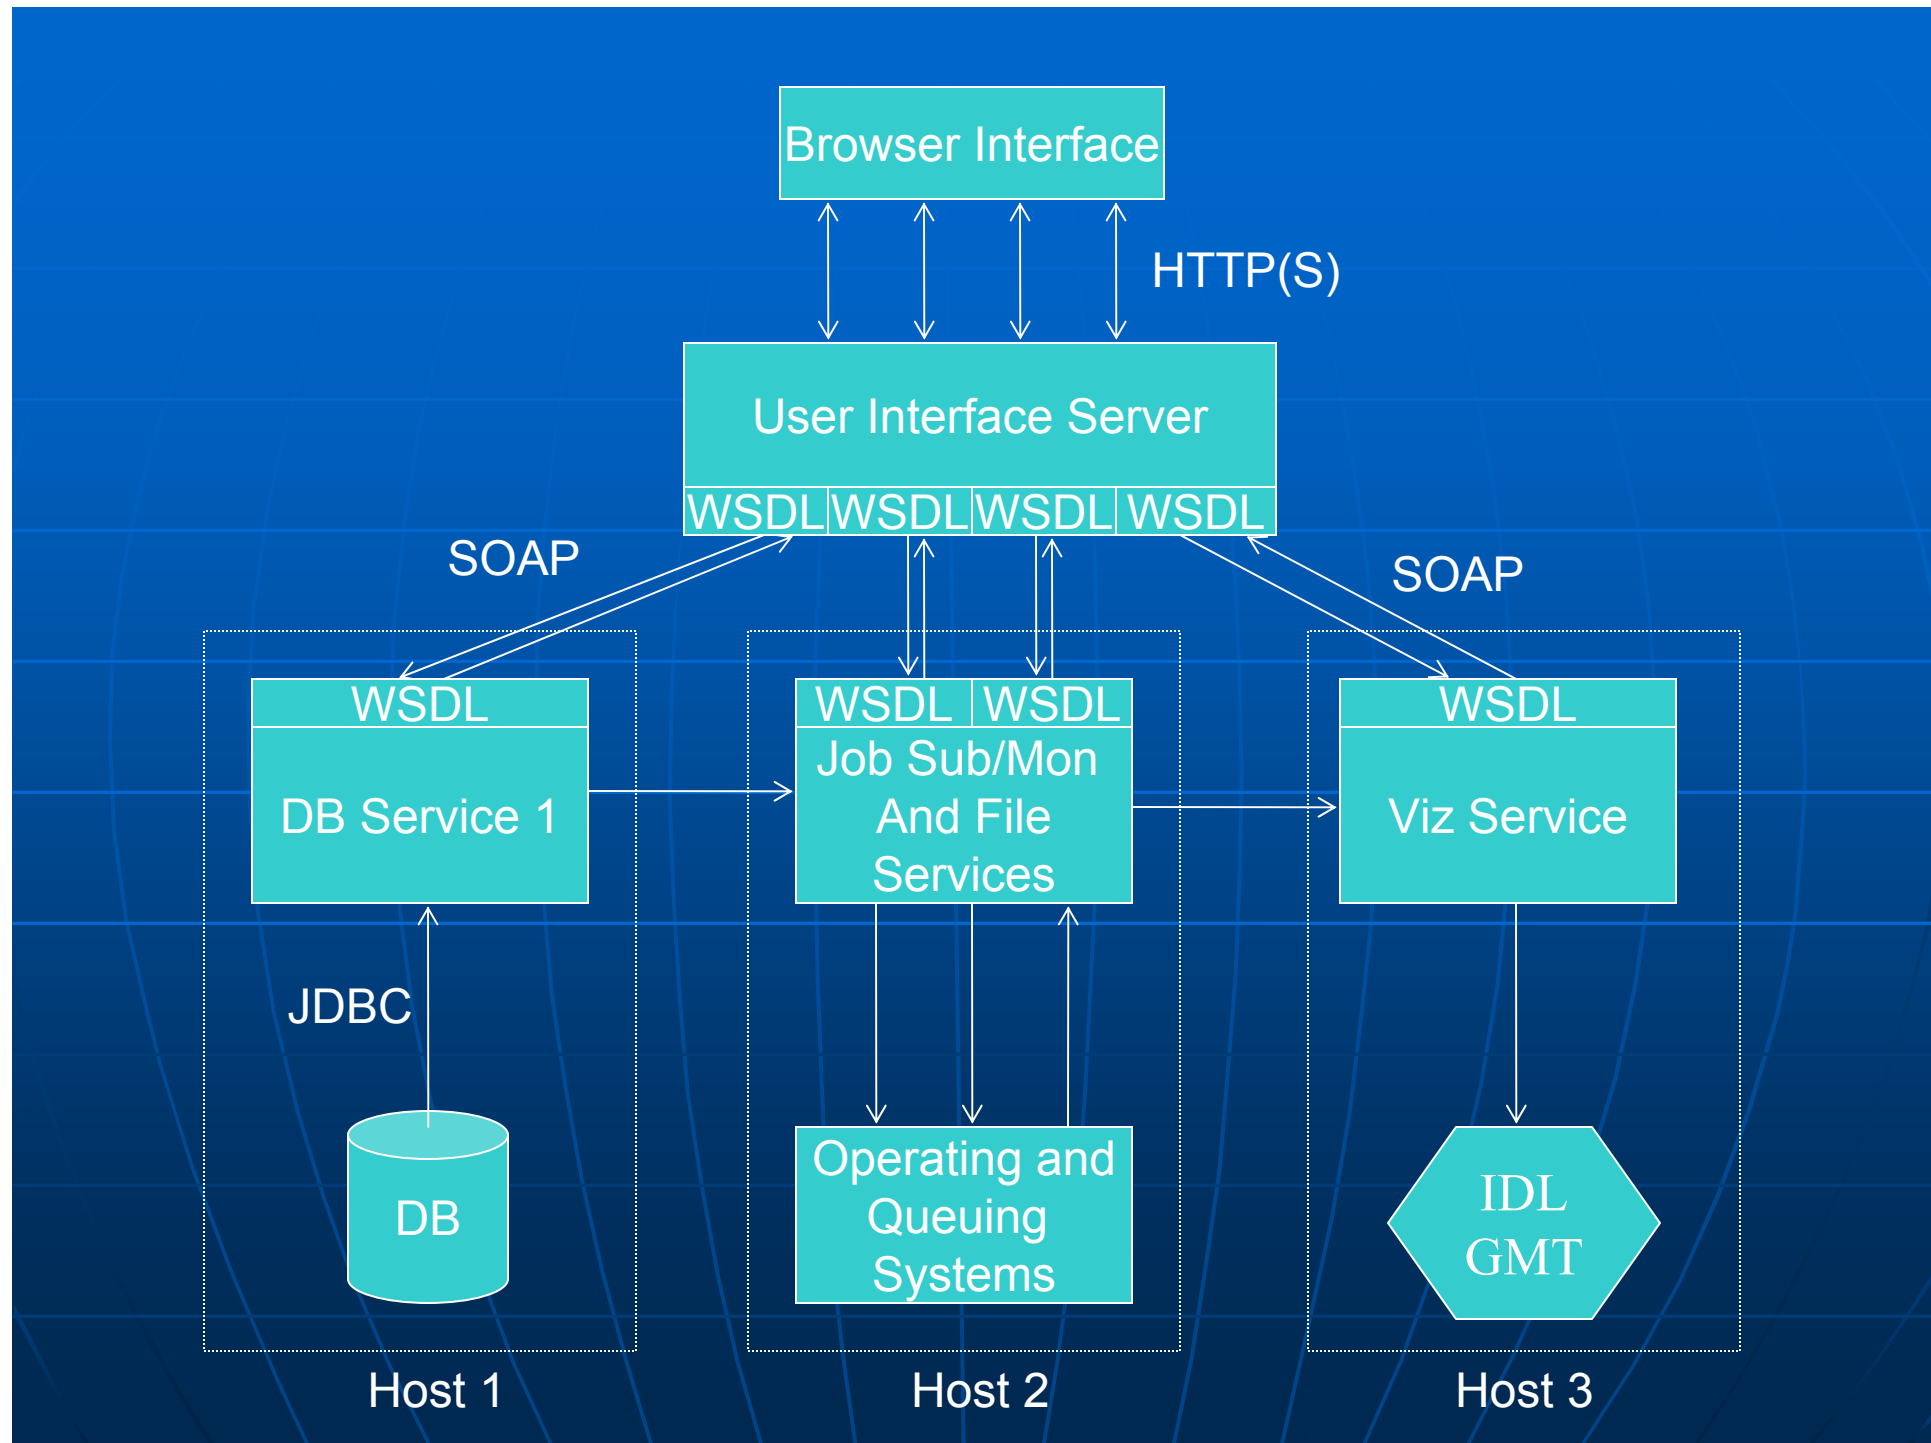 Browser Interface
HTTP(S)
User Interface Server
WSDL WSDL WSDL WSDL
SOAP
SOAP
WSDL
WSDL WSDL
WSDL
DB Service 1
Job Sub/Mon
And File
Services
Viz Service
JDBC
DB
Operating and
Queuing
Systems
IDL
GMT
Host 1
Host 2
Host 3